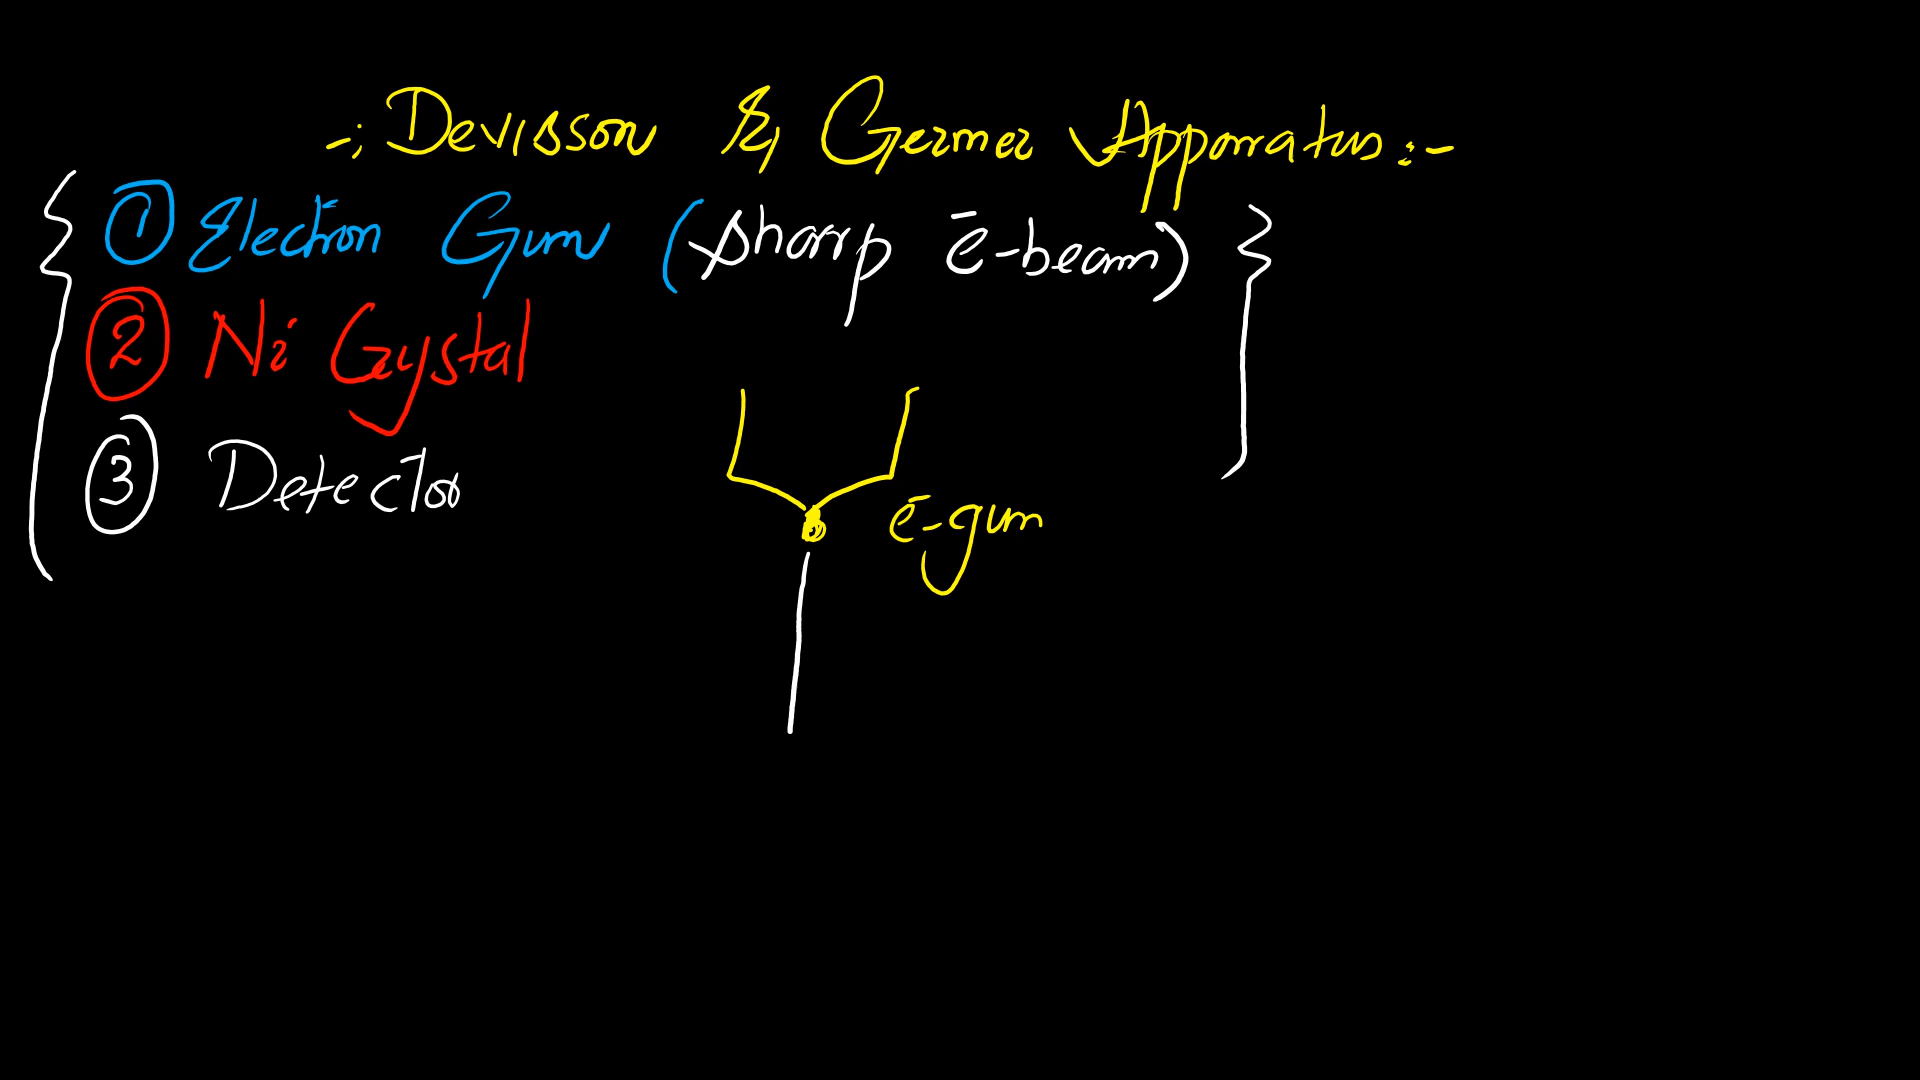 -: Devisson & Germer Apparatus :-
① Electron Gun (sharp e̅-beam)
② Ni Crystal
③ Detector
e̅-gun